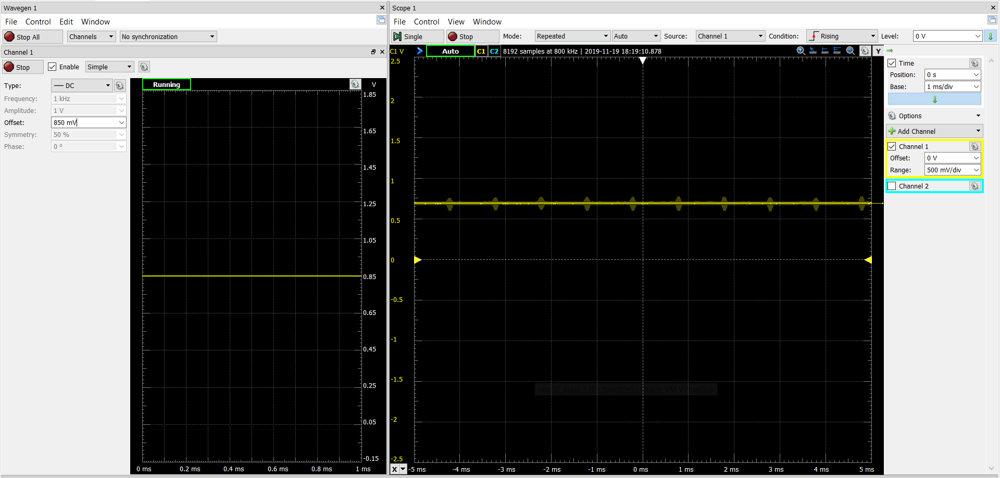 Wavegen 1
File Control Edit Window
Stop All Channels No synchronization
Channel 1
Stop Enable Simple
Type: DC
Frequency: 1 kHz
Amplitude: 1 V
Offset: 850 mV
Symmetry: 50 %
Phase: 0 º
Running V
1.85
1.65
1.45
1.25
1.05
0.85
0.65
0.45
0.25
0.05
-0.15
0 ms 0.2 ms 0.4 ms 0.6 ms 0.8 ms 1 ms
Scope 1
File Control View Window
Single Stop Mode: Repeated Auto Source: Channel 1 Condition: Rising Level: 0 V
C1 V Auto C1 C2 8192 samples at 800 kHz | 2019-11-19 18:19:10.878 Y
2.5
2
1.5
1
0.5
0
-0.5
-1
-1.5
-2
-2.5
X -5 ms -4 ms -3 ms -2 ms -1 ms 0 ms 1 ms 2 ms 3 ms 4 ms 5 ms
Time
Position: 0 s
Base: 1 ms/div
Options
Add Channel
Channel 1
Offset: 0 V
Range: 500 mV/div
Channel 2
fonction] - Oracle VM VirtualBox